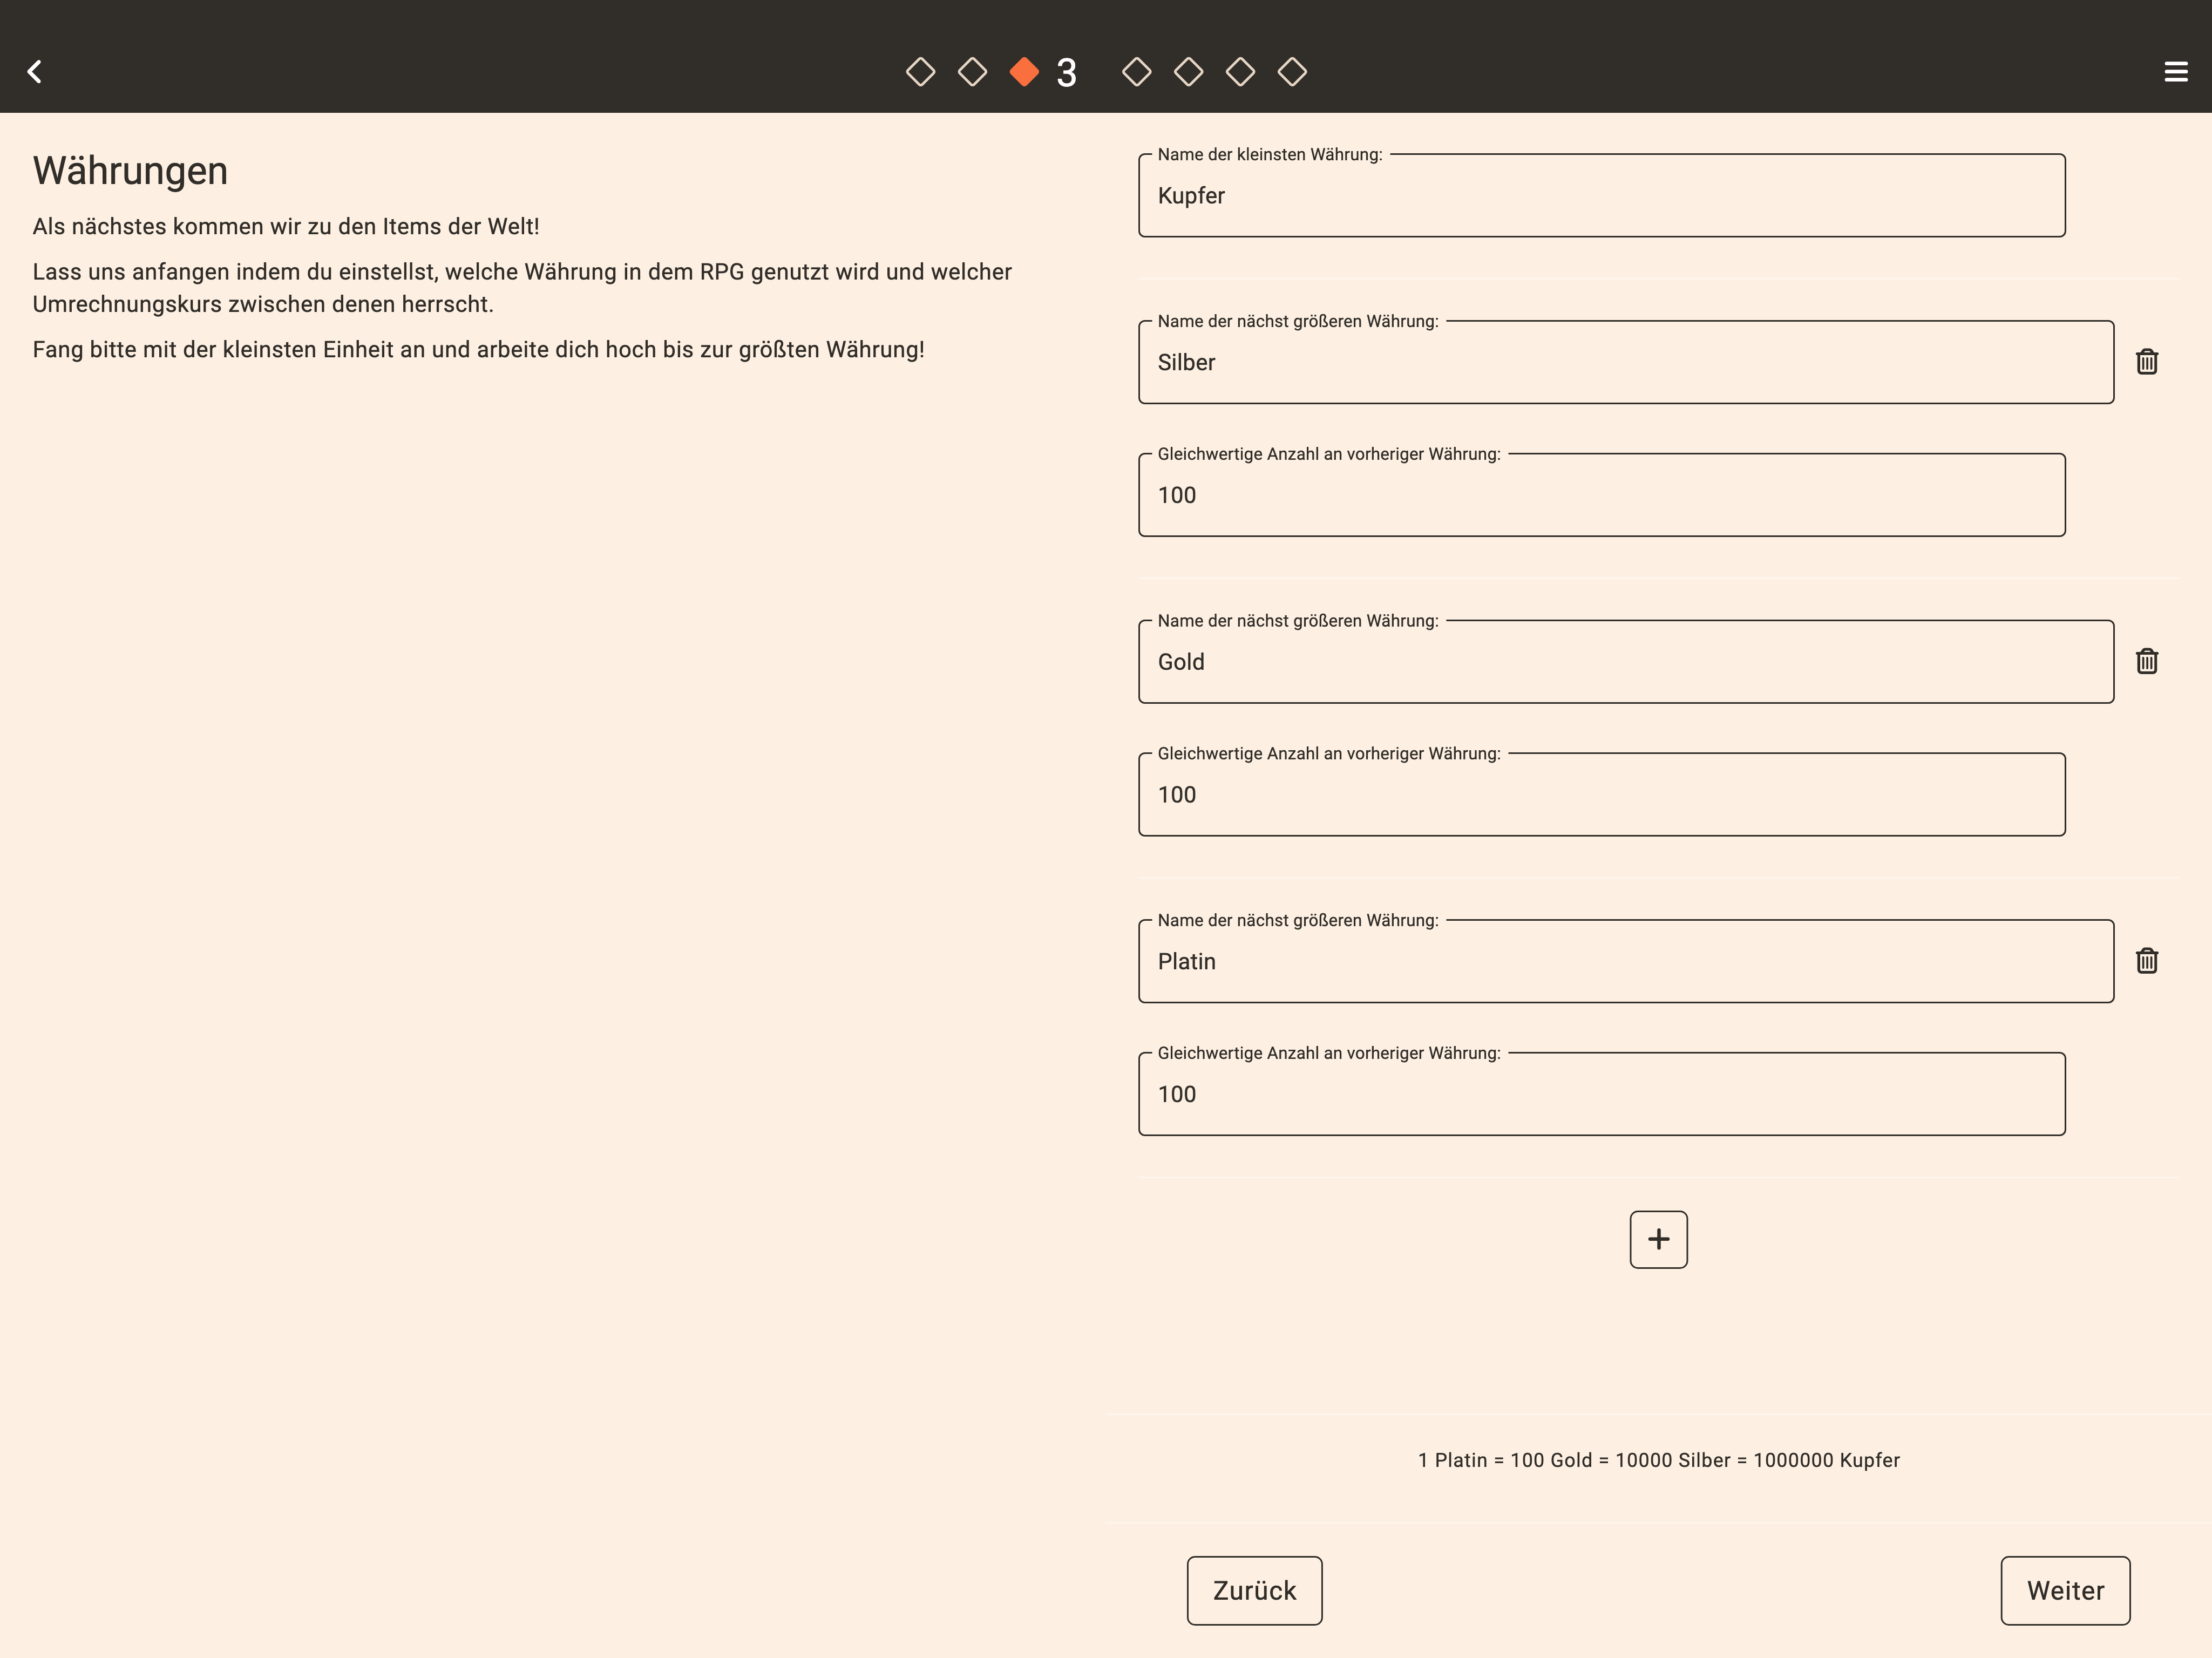 3
Währungen
Als nächstes kommen wir zu den Items der Welt!
Lass uns anfangen indem du einstellst, welche Währung in dem RPG genutzt wird und welcher
Umrechnungskurs zwischen denen herrscht.
Fang bitte mit der kleinsten Einheit an und arbeite dich hoch bis zur größten Währung!
Name der kleinsten Währung:
Kupfer
Name der nächst größeren Währung:
Silber
Gleichwertige Anzahl an vorheriger Währung:
100
Name der nächst größeren Währung:
Gold
Gleichwertige Anzahl an vorheriger Währung:
100
Name der nächst größeren Währung:
Platin
Gleichwertige Anzahl an vorheriger Währung:
100
1 Platin = 100 Gold = 10000 Silber = 1000000 Kupfer
Zurück
Weiter